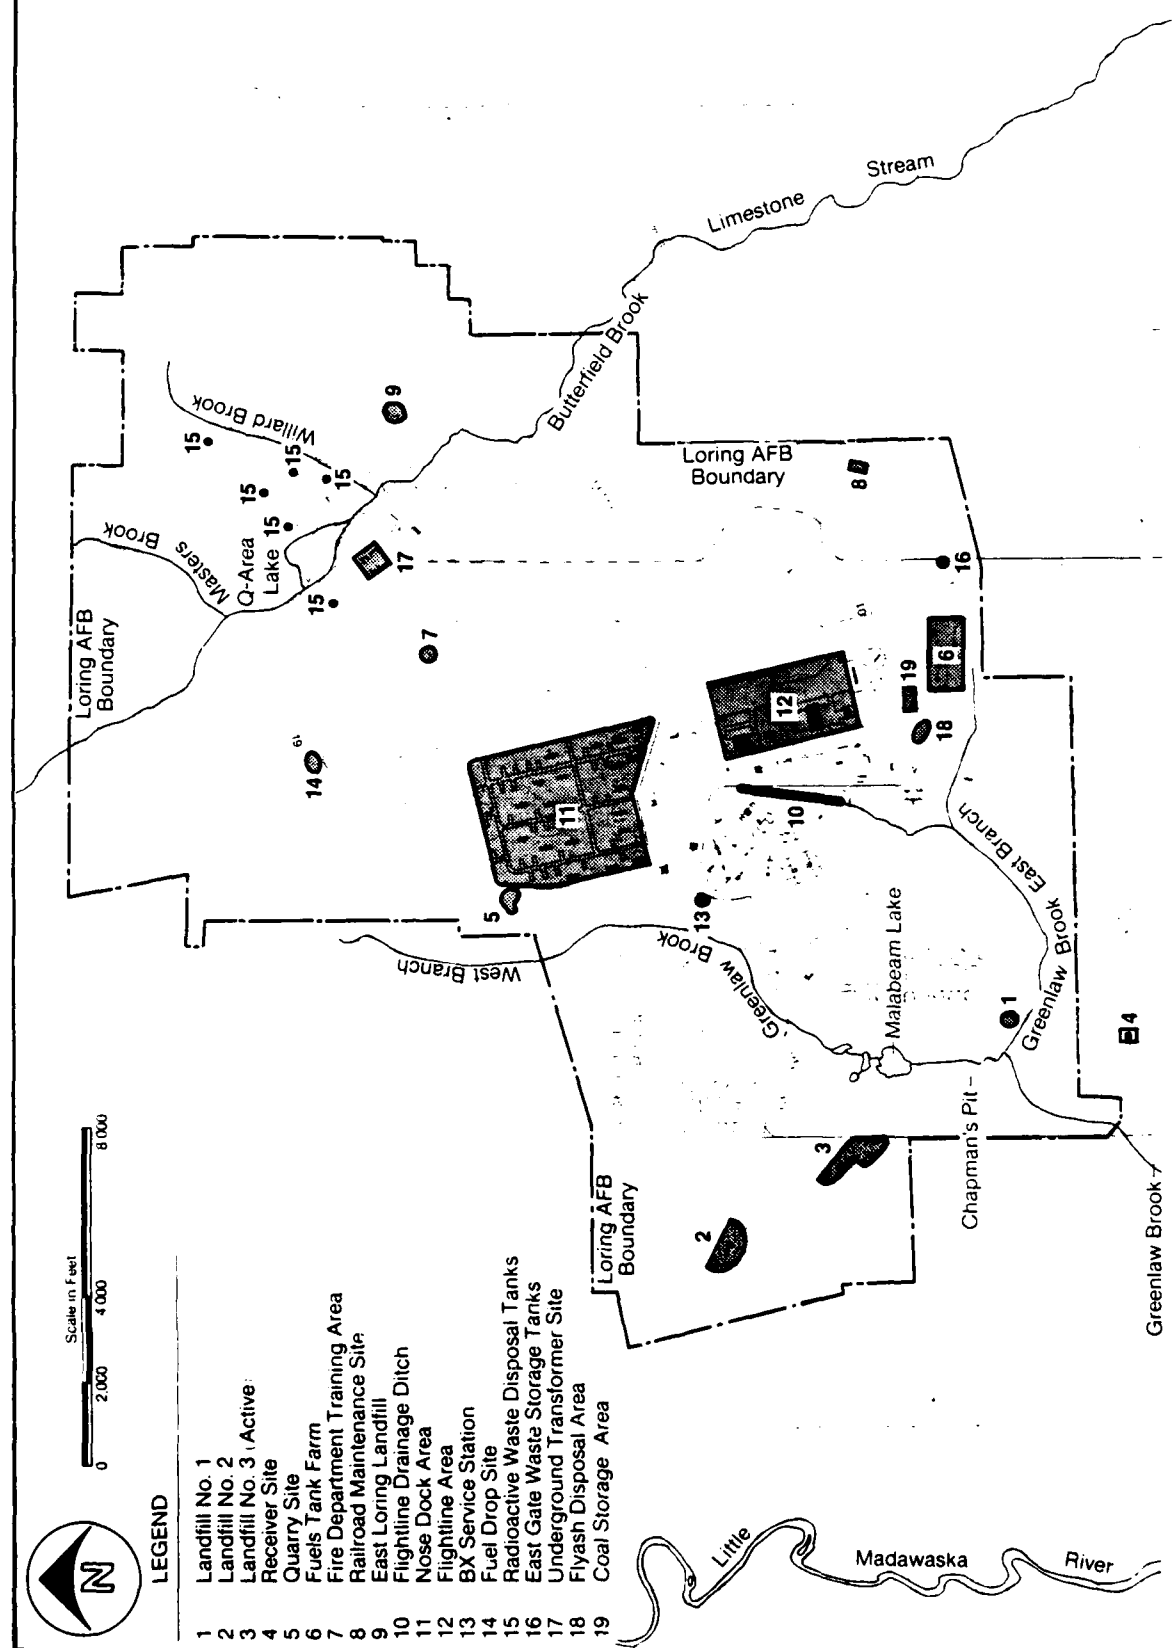 N
LEGEND
1 Landfill No. 1
2 Landfill No. 2
3 Landfill No. 3 (Active)
4 Receiver Site
5 Quarry Site
6 Fuels Tank Farm
7 Fire Department Training Area
8 Railroad Maintenance Site
9 East Loring Landfill
10 Flightline Drainage Ditch
11 Nose Dock Area
12 Flightline Area
13 BX Service Station
14 Fuel Drop Site
15 Radioactive Waste Disposal Tanks
16 East Gate Waste Storage Tanks
17 Underground Transformer Site
18 Flyash Disposal Area
19 Coal Storage Area
Scale in Feet
0 2,000 4 000 8 000
Little
Madawaska
River
Loring AFB
Boundary
Loring AFB
Boundary
Loring AFB
Boundary
Masters
Brook
Q-Area
Lake
Willard Brook
Butterfield Brook
Limestone
Stream
West Branch
Greenlaw
Brook
Malabeam Lake
Chapman's Pit
Greenlaw Brook
East Branch
Greenlaw Brook
1
2
3
4
5
6
7
8
9
10
11
12
13
14
15
15
15
15
15
15
16
17
18
19